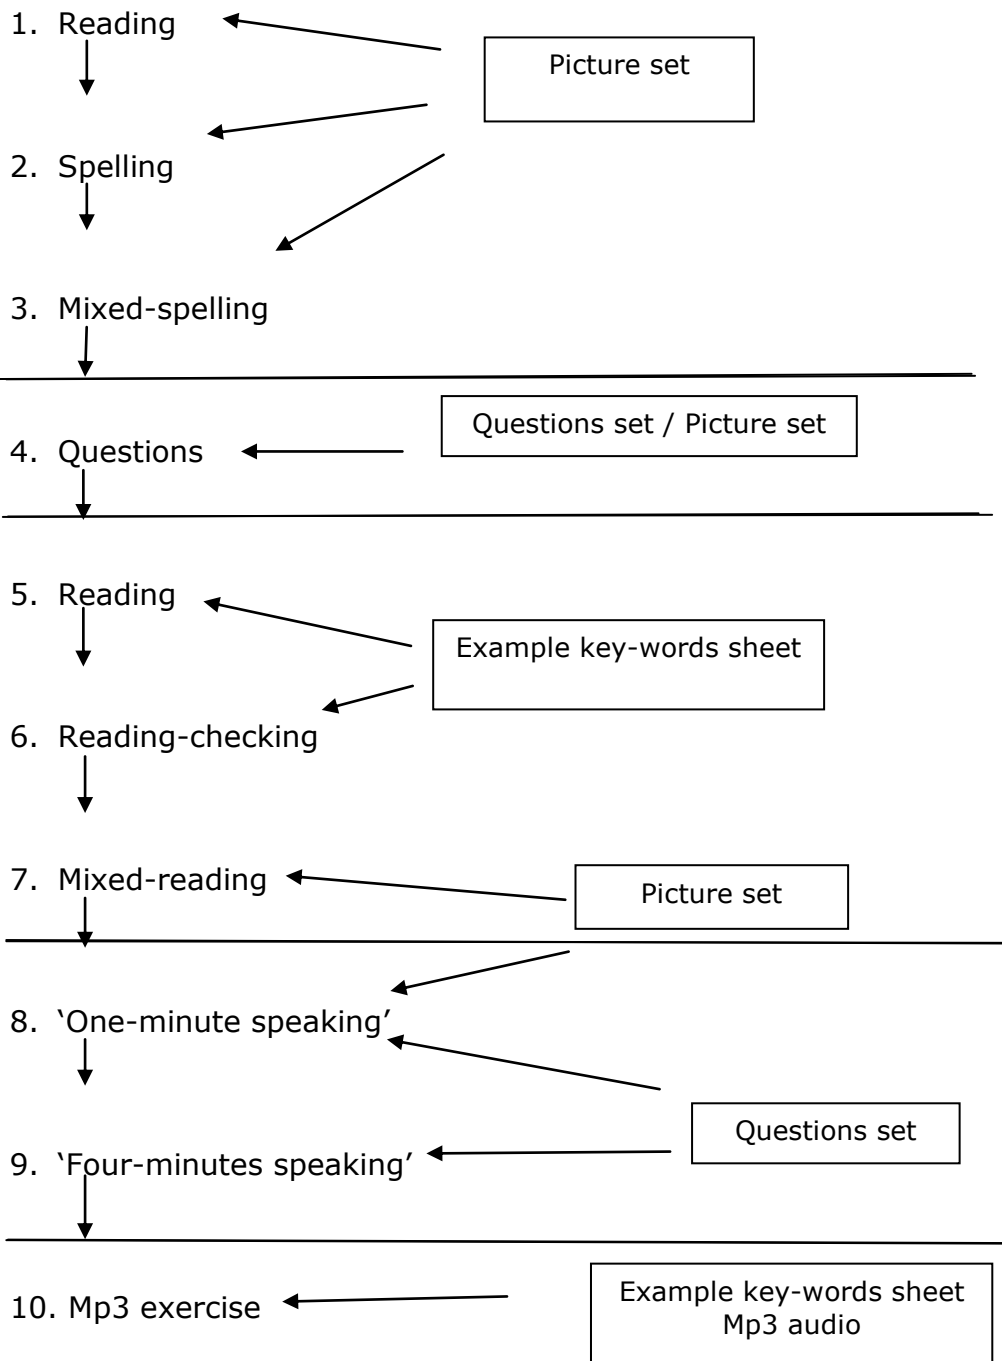 1. Reading
Picture set
2. Spelling
3. Mixed-spelling
Questions set / Picture set
4. Questions
5. Reading
Example key-words sheet
6. Reading-checking
7. Mixed-reading
Picture set
8. ‘One-minute speaking’
Questions set
9. ‘Four-minutes speaking’
10. Mp3 exercise
Example key-words sheet
Mp3 audio